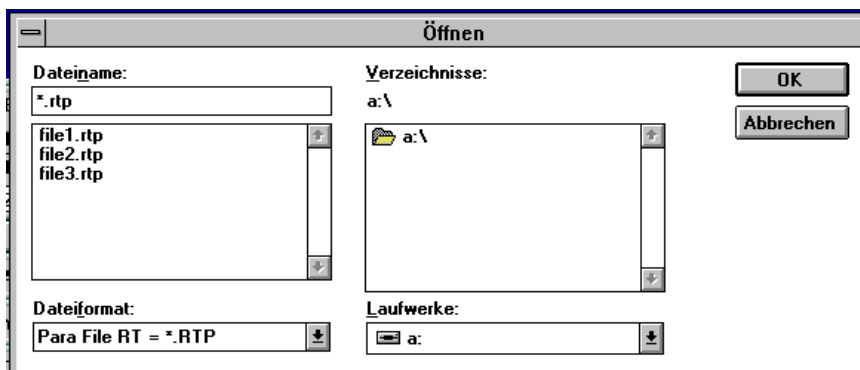 Öffnen
Dateiname:
*.rtp
file1.rtp
file2.rtp
file3.rtp
Dateiformat:
Para File RT = *.RTP
Verzeichnisse:
a:\
a:\
Laufwerke:
a:
OK
Abbrechen